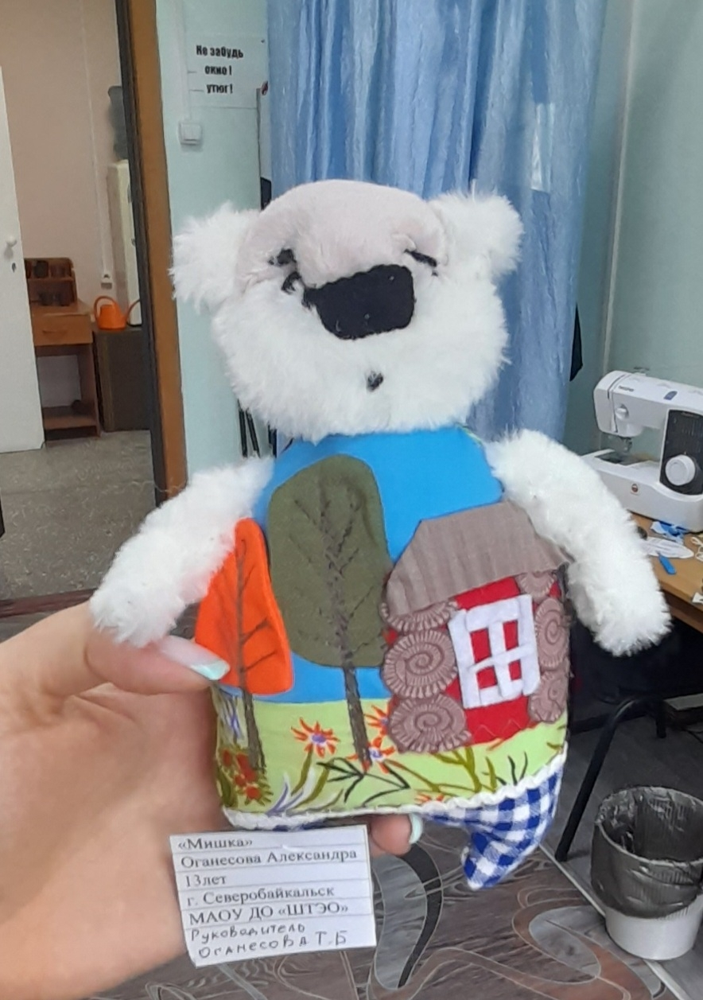 Не забудь
окно!
утюг!
«Мишка»
Оганесова Александра
13лет
г. Северобайкальск
МАОУ ДО «ШТЭО»
Руководитель
Оганесова Т.Б